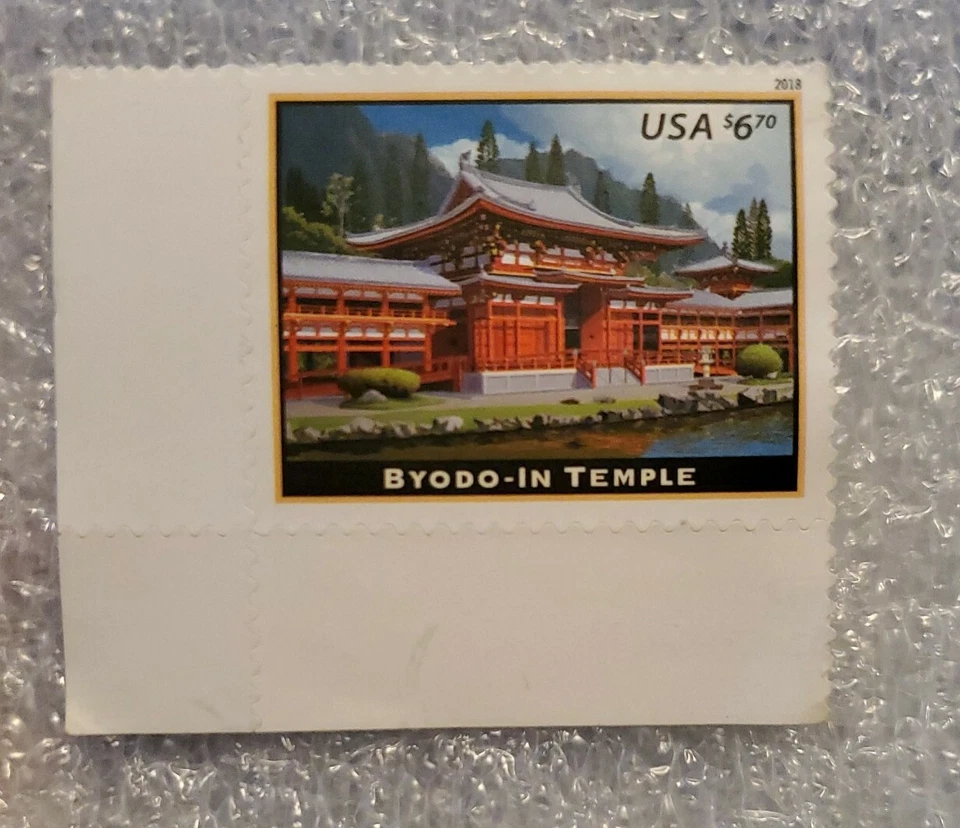 2018
USA $6.70
BYODO-IN TEMPLE